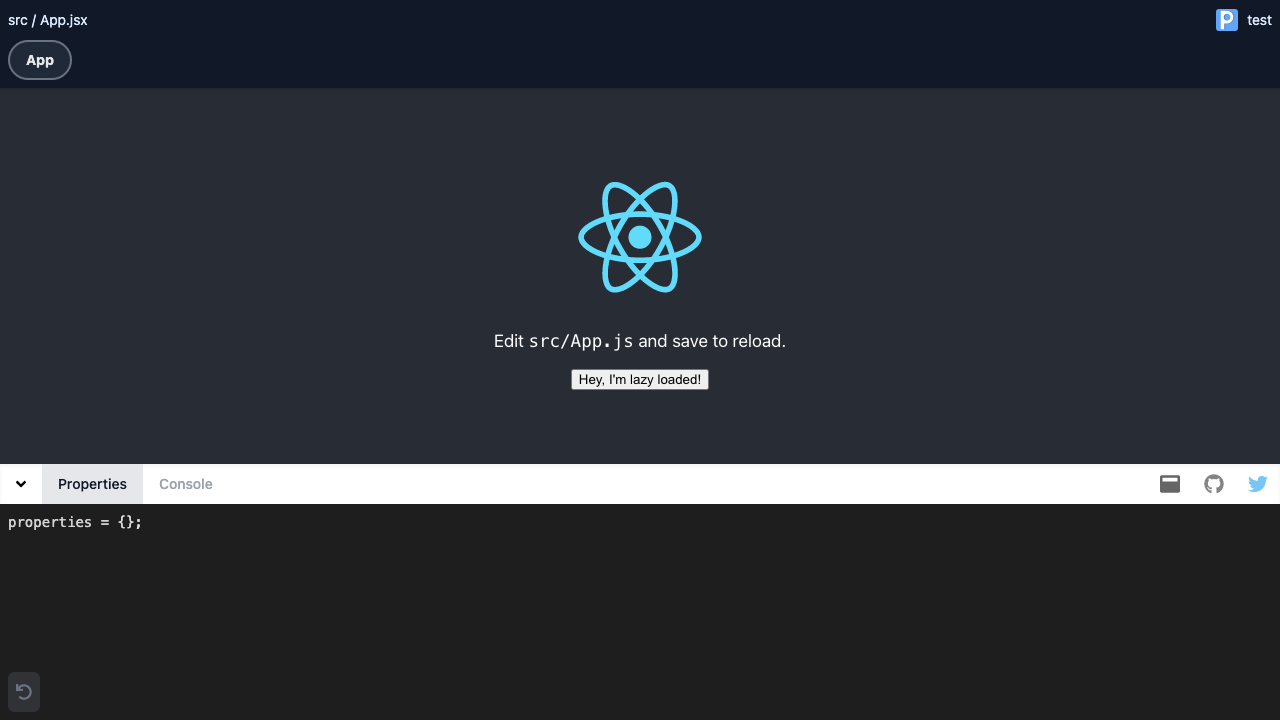 src / App.jsx
P test
App
Edit src/App.js and save to reload.
Hey, I'm lazy loaded!
Properties Console
properties = {};